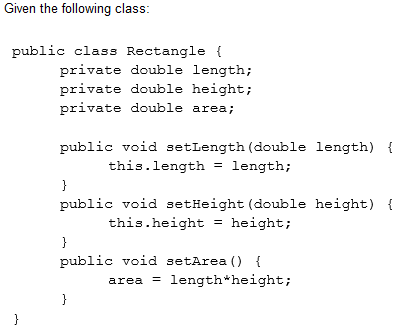 Given the following class:
public class Rectangle {
private double length;
private double height;
private double area;
public void setLength(double length) {
this.length = length;
}
public void setHeight(double height) {
this.height = height;
}
public void setArea() {
area = length*height;
}
}